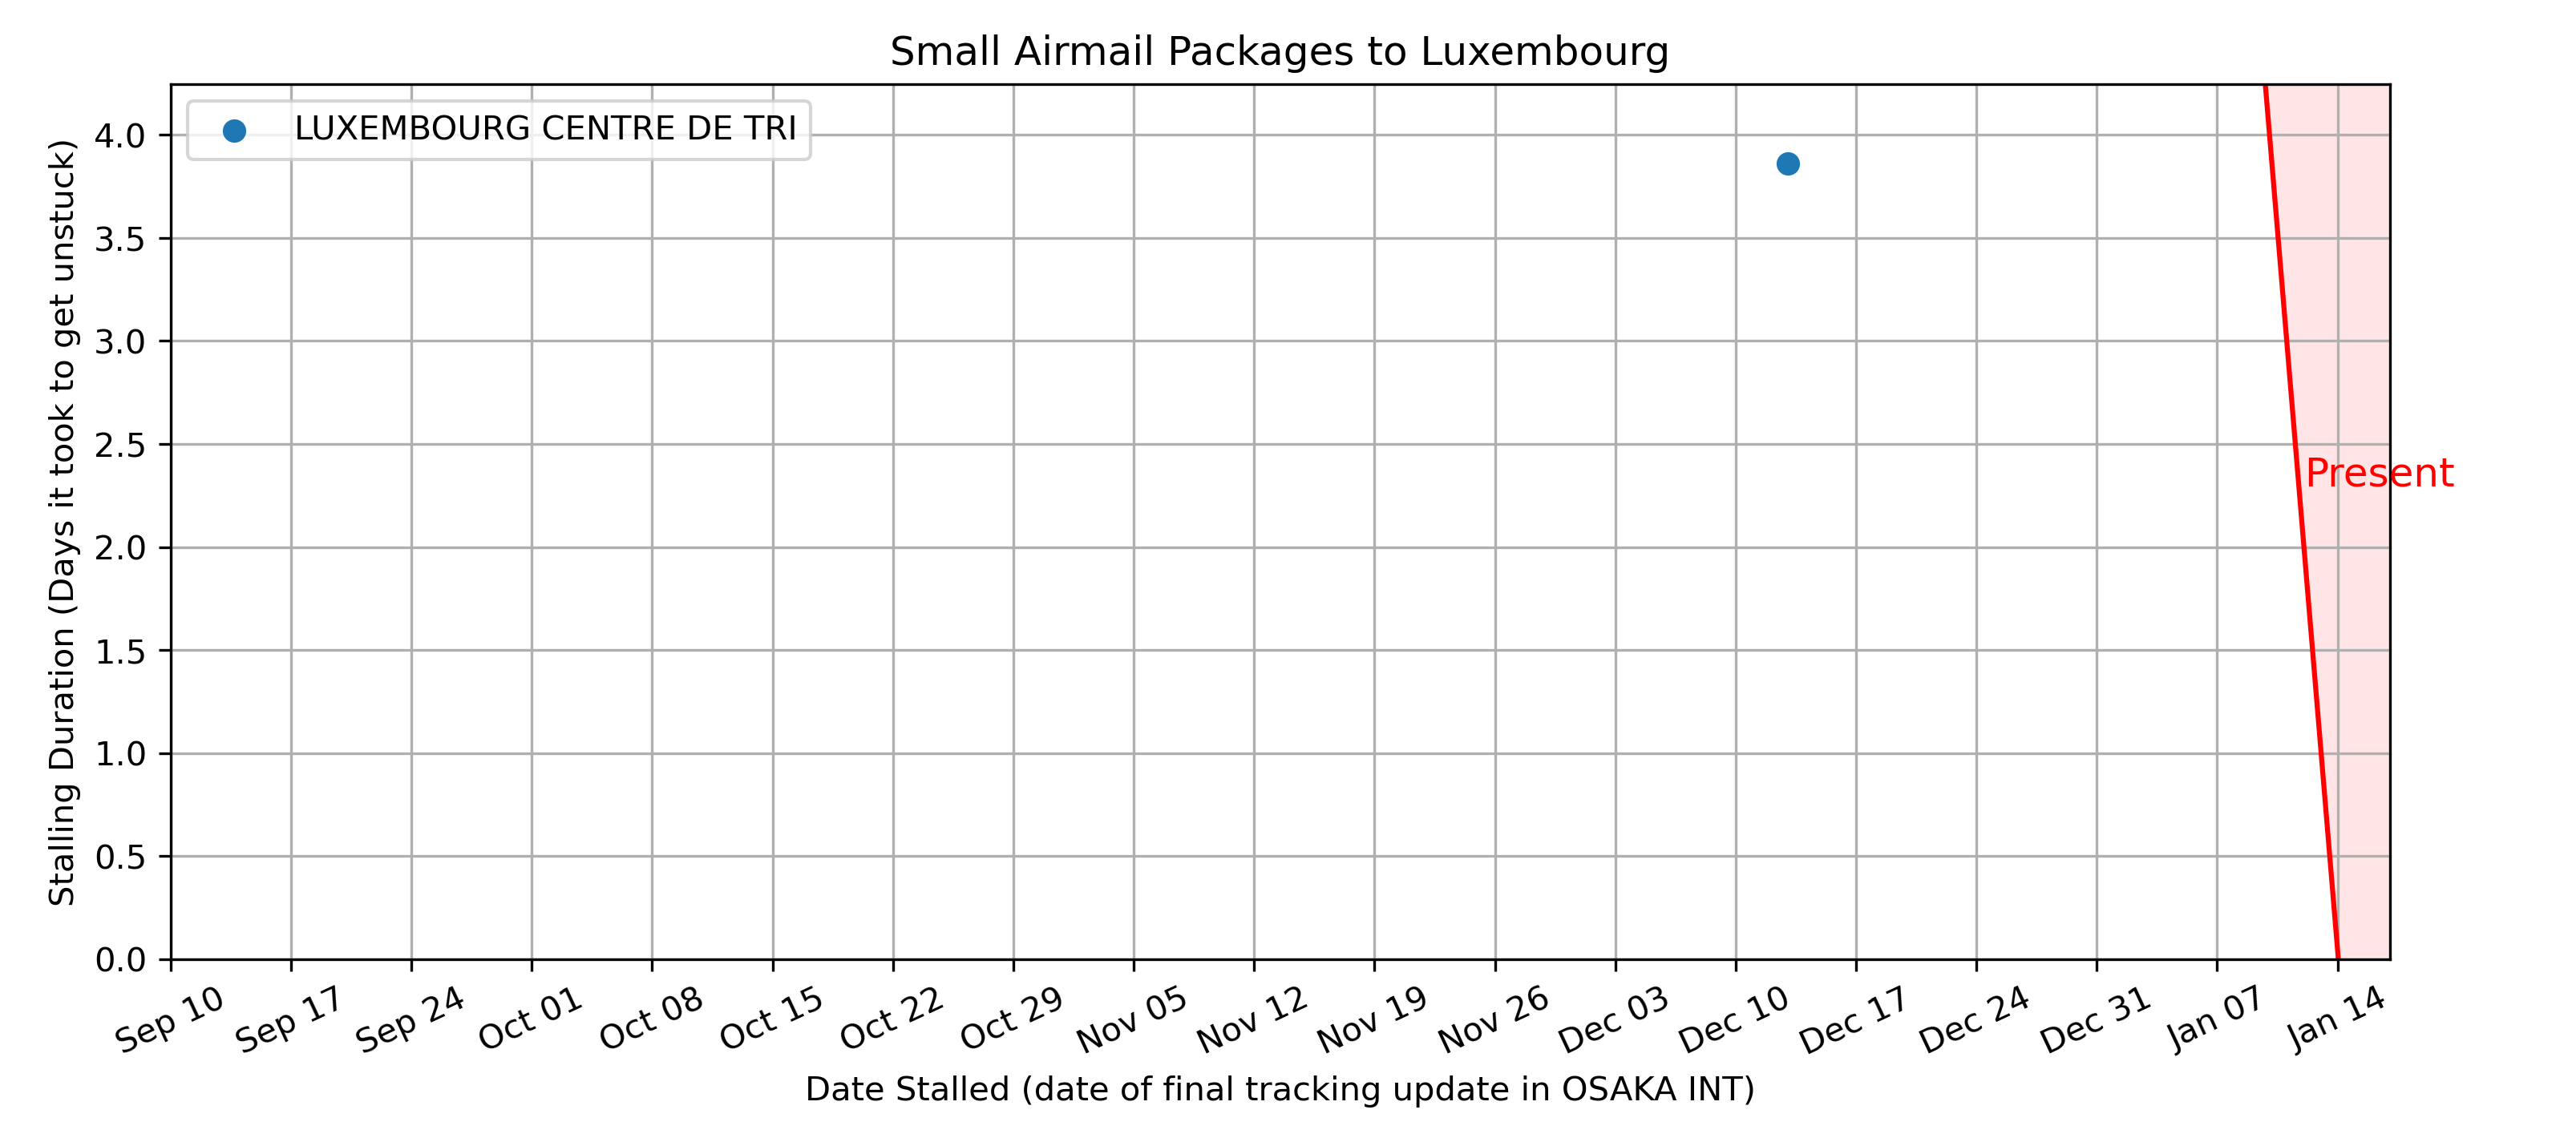 Small Airmail Packages to Luxembourg
LUXEMBOURG CENTRE DE TRI
Stalling Duration (Days it took to get unstuck)
4.0
3.5
3.0
2.5
2.0
1.5
1.0
0.5
0.0
Present
Sep 10 Sep 17 Sep 24 Oct 01 Oct 08 Oct 15 Oct 22 Oct 29 Nov 05 Nov 12 Nov 19 Nov 26 Dec 03 Dec 10 Dec 17 Dec 24 Dec 31 Jan 07 Jan 14
Date Stalled (date of final tracking update in OSAKA INT)